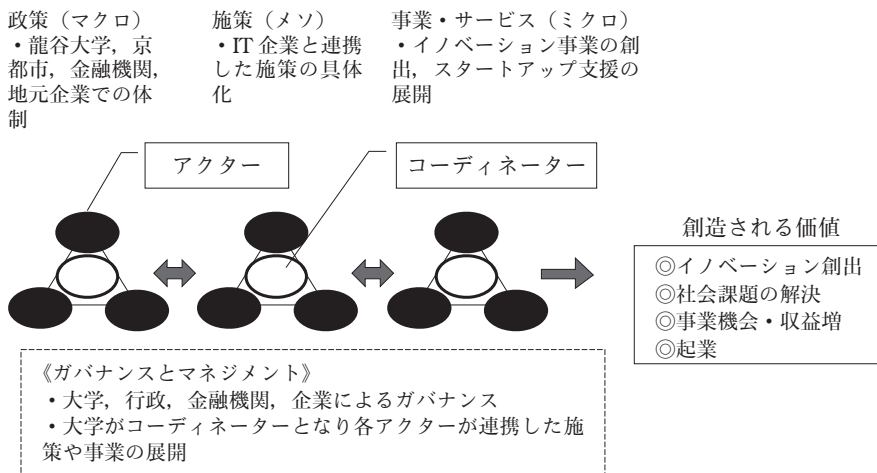 政策（マクロ）
・龍谷大学，京
都市，金融機関，
地元企業での体
制
施策（メソ）
・IT 企業と連携
した施策の具体
化
事業・サービス（ミクロ）
・イノベーション事業の創
出，スタートアップ支援の
展開
アクター
コーディネーター
創造される価値
◎イノベーション創出
◎社会課題の解決
◎事業機会・収益増
◎起業
《ガバナンスとマネジメント》
・大学，行政，金融機関，企業によるガバナンス
・大学がコーディネーターとなり各アクターが連携した施
策や事業の展開